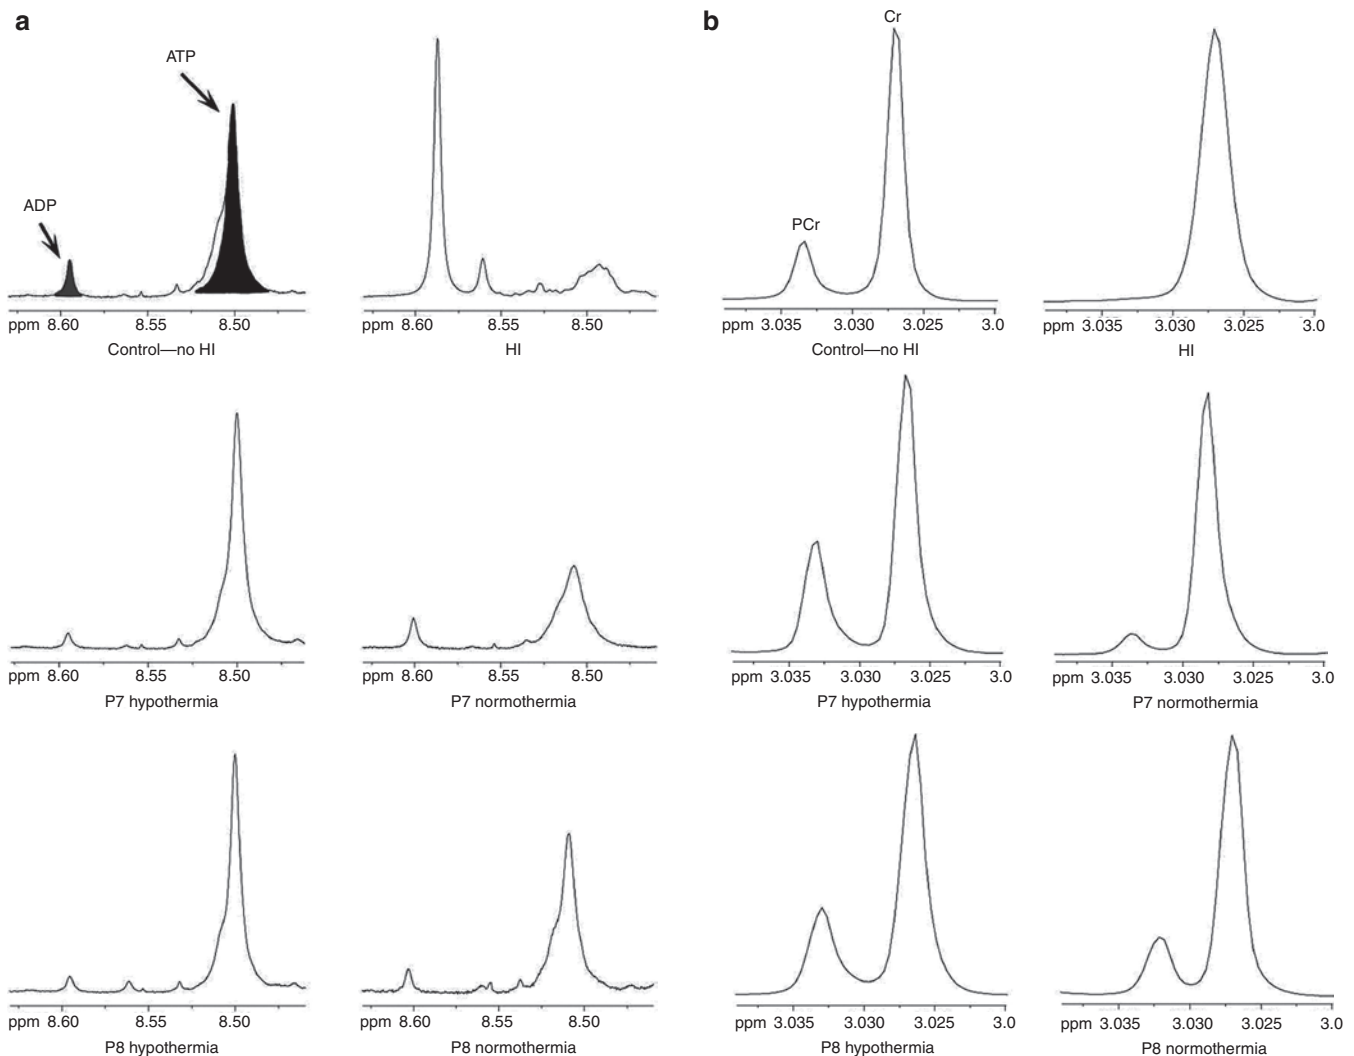 a
b
ATP
ADP
Cr
PCr
ppm 8.60 8.55 8.50
Control—no HI
ppm 8.60 8.55 8.50
HI
ppm 3.035 3.030 3.025 3.0
Control—no HI
ppm 3.035 3.030 3.025 3.0
HI
ppm 8.60 8.55 8.50
P7 hypothermia
ppm 8.60 8.55 8.50
P7 normothermia
ppm 3.035 3.030 3.025 3.0
P7 hypothermia
ppm 3.035 3.030 3.025 3.0
P7 normothermia
ppm 8.60 8.55 8.50
P8 hypothermia
ppm 8.60 8.55 8.50
P8 normothermia
ppm 3.035 3.030 3.025 3.0
P8 hypothermia
ppm 3.035 3.030 3.025 3.0
P8 normothermia